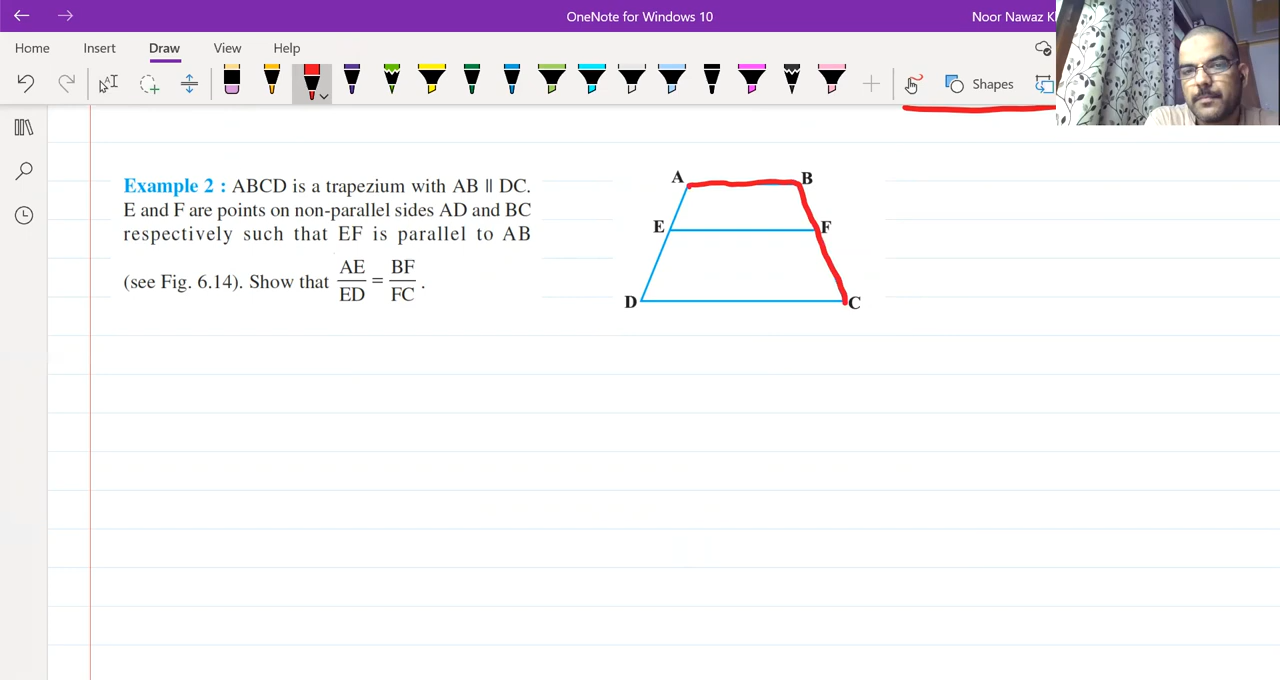 OneNote for Windows 10
Noor Nawaz
Home Insert Draw View Help
Shapes
Example 2 : ABCD is a trapezium with AB || DC.
E and F are points on non-parallel sides AD and BC
respectively such that EF is parallel to AB
(see Fig. 6.14). Show that AE/ED = BF/FC .
A B
E F
D C